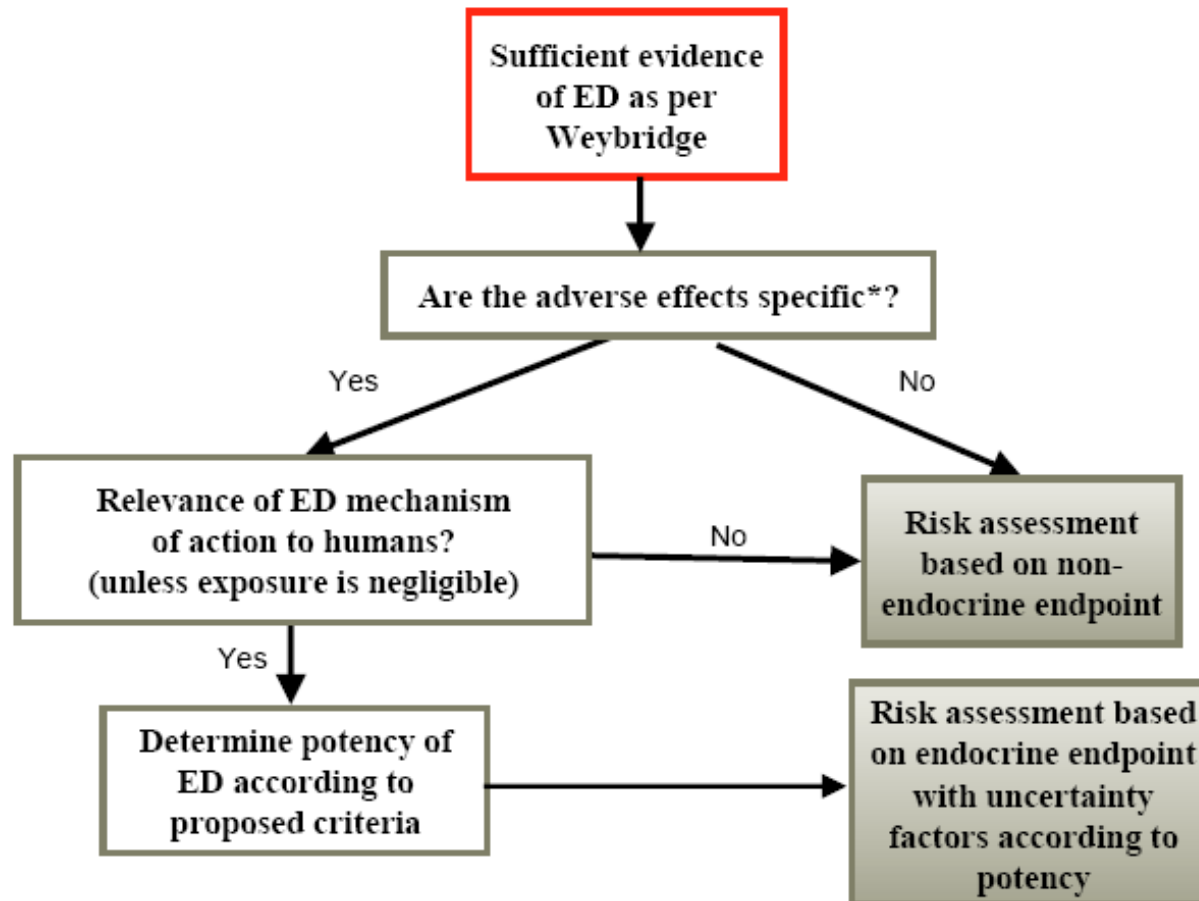 Sufficient evidence
of ED as per
Weybridge
Are the adverse effects specific*?
Yes
No
Relevance of ED mechanism
of action to humans?
(unless exposure is negligible)
No
Risk assessment
based on non-
endocrine endpoint
Yes
Determine potency of
ED according to
proposed criteria
Risk assessment based
on endocrine endpoint
with uncertainty
factors according to
potency